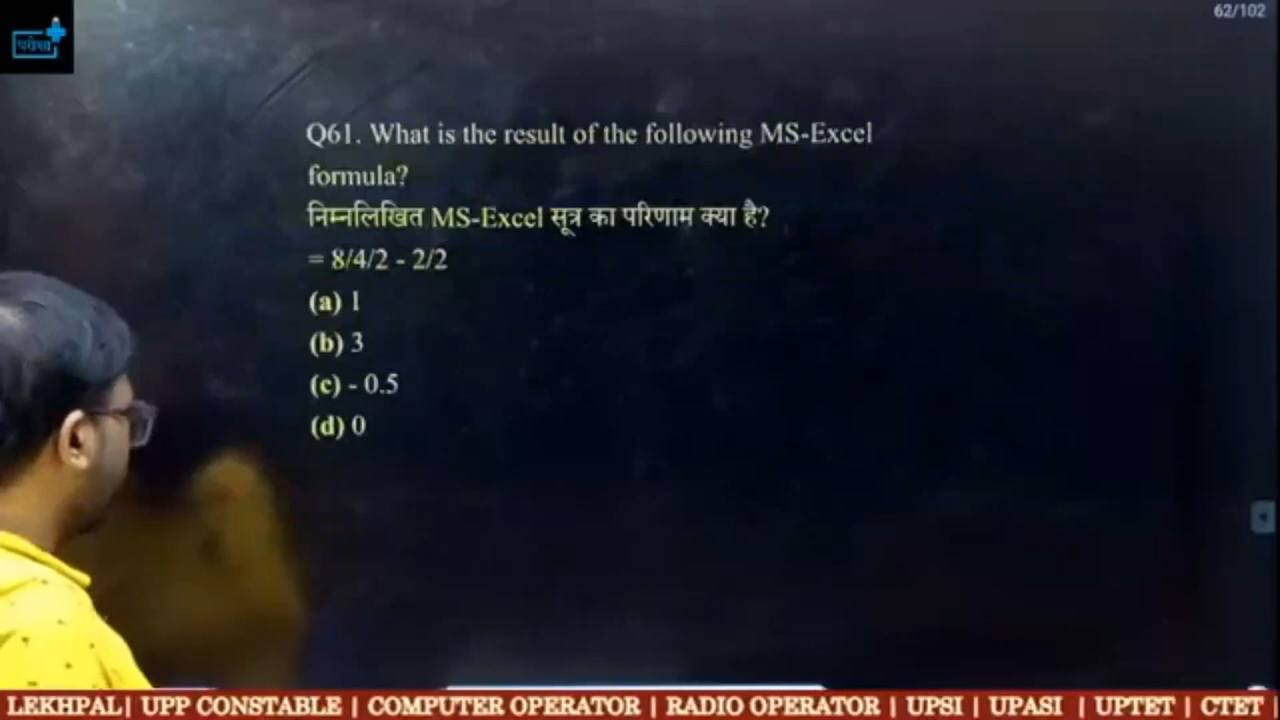 62/102
परीक्षा
Q61. What is the result of the following MS-Excel
formula?
निम्नलिखित MS-Excel सूत्र का परिणाम क्या है?
= 8/4/2 - 2/2
(a) 1
(b) 3
(c) - 0.5
(d) 0
LEKHPAL| UPP CONSTABLE | COMPUTER OPERATOR | RADIO OPERATOR | UPSI | UPASI | UPTET | CTET